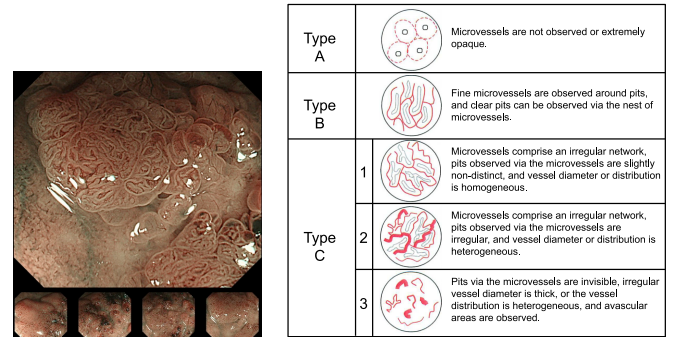 Type
A
Microvessels are not observed or extremely
opaque.
Type
B
Fine microvessels are observed around pits,
and clear pits can be observed via the nest of
microvessels.
Type
C
1
Microvessels comprise an irregular network,
pits observed via the microvessels are slightly
non-distinct, and vessel diameter or distribution
is homogeneous.
2
Microvessels comprise an irregular network,
pits observed via the microvessels are
irregular, and vessel diameter or distribution is
heterogeneous.
3
Pits via the microvessels are invisible, irregular
vessel diameter is thick, or the vessel
distribution is heterogeneous, and avascular
areas are observed.